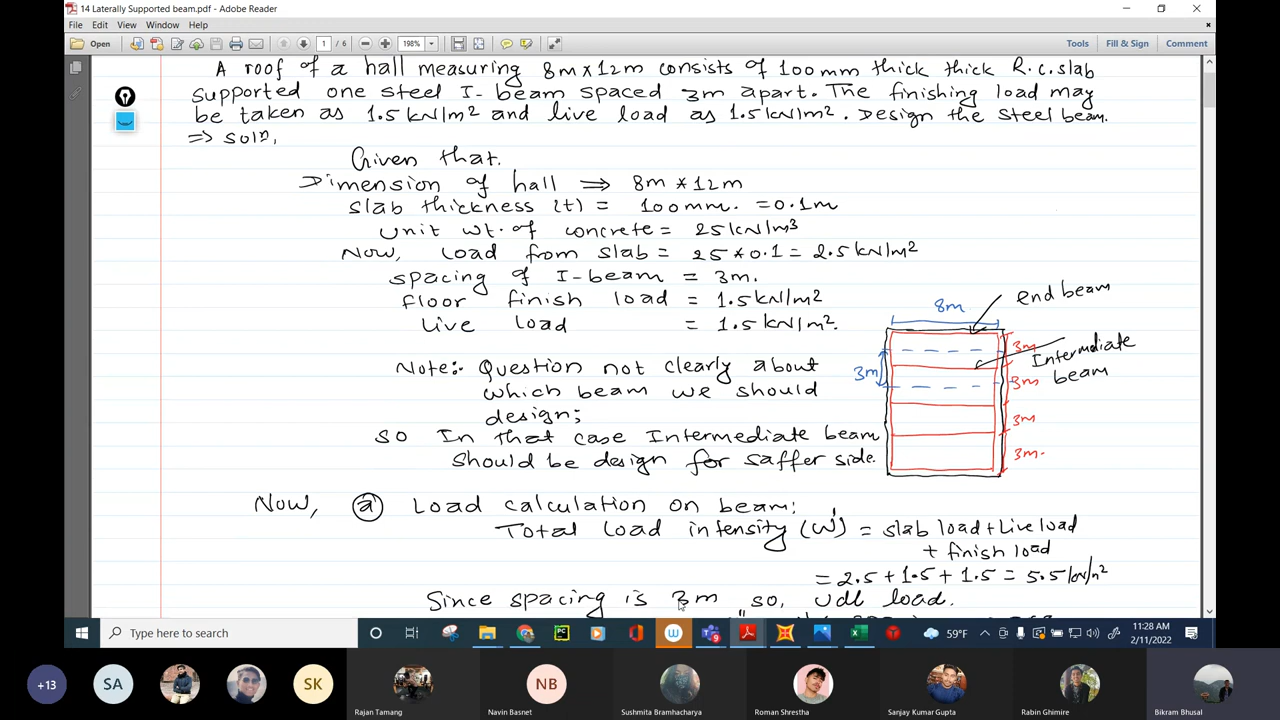 14 Laterally Supported beam.pdf - Adobe Reader
File Edit View Window Help
Open 1 / 6 198% Tools Fill & Sign Comment
A roof of a hall measuring 8m x 12m consists of 100mm thick thick R.C.slab
supported one steel I-beam spaced 3m apart. The finishing load may
be taken as 1.5 kN/m² and live load as 1.5 kN/m². Design the steel beam.
⇒ soln,
Given that.
Dimension of hall ⇒ 8m * 12m
slab thickness (t) = 100mm. = 0.1m
Unit wt. of concrete = 25kN/m³
Now, Load from slab = 25 * 0.1 = 2.5 kN/m²
spacing of I-beam = 3m.
floor finish load = 1.5kN/m²
Live load = 1.5kN/m².
8m
end beam
3m
Intermediate
beam
3m
3m
3m
3m.
Note:- Question not clearly about
which beam we should
design;
so In that case Intermediate beam
should be design for saffer side.
Now, (a) Load calculation on beam:
Total load intensity (w') = slab load + Live load
+ finish load
= 2.5 + 1.5 + 1.5 = 5.5 kN/m²
Since spacing is 3m so, Udl load.
Type here to search
59°F
11:28 AM
2/11/2022
+13
SA
SK
NB
Rajan Tamang
Navin Basnet
Sushmita Bramhacharya
Roman Shrestha
Sanjay Kumar Gupta
Rabin Ghimire
Bikram Bhusal